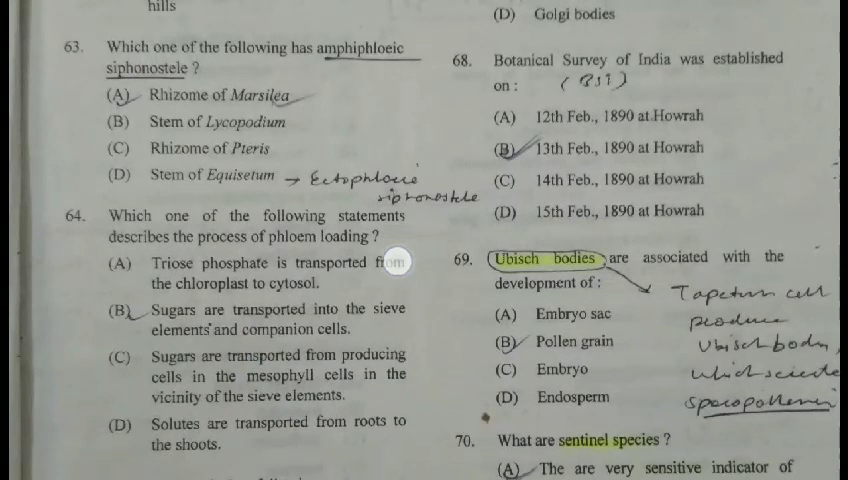 hills
63. Which one of the following has amphiphloeic
siphonostele ?
(A) Rhizome of Marsilea
(B) Stem of Lycopodium
(C) Rhizome of Pteris
(D) Stem of Equisetum → Ectophloeic
siphonostele
64. Which one of the following statements
describes the process of phloem loading ?
(A) Triose phosphate is transported from
the chloroplast to cytosol.
(B) Sugars are transported into the sieve
elements and companion cells.
(C) Sugars are transported from producing
cells in the mesophyll cells in the
vicinity of the sieve elements.
(D) Solutes are transported from roots to
the shoots.
(D) Golgi bodies
68. Botanical Survey of India was established
on : (BSI)
(A) 12th Feb., 1890 at Howrah
(B) 13th Feb., 1890 at Howrah
(C) 14th Feb., 1890 at Howrah
(D) 15th Feb., 1890 at Howrah
69. Ubisch bodies are associated with the
development of :
(A) Embryo sac
(B) Pollen grain
(C) Embryo
(D) Endosperm
Tapetum cell
produce
Ubisch body,
which secrete
sporopollenin
70. What are sentinel species ?
(A) The are very sensitive indicator of